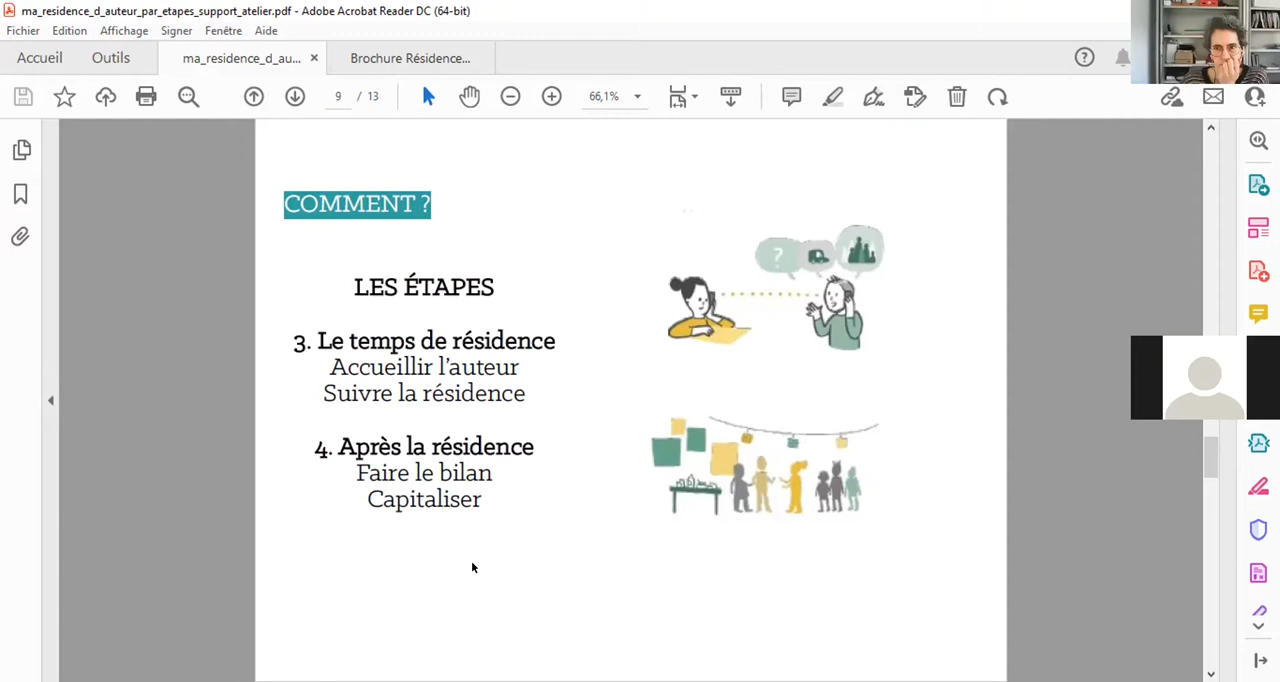 ma_residence_d_auteur_par_etapes_support_atelier.pdf - Adobe Acrobat Reader DC (64-bit)
Fichier Edition Affichage Signer Fenêtre Aide
Accueil Outils ma_residence_d_au... × Brochure Résidence...
9 / 13 66,1%
COMMENT ?
?
LES ÉTAPES
3. Le temps de résidence
Accueillir l'auteur
Suivre la résidence
4. Après la résidence
Faire le bilan
Capitaliser